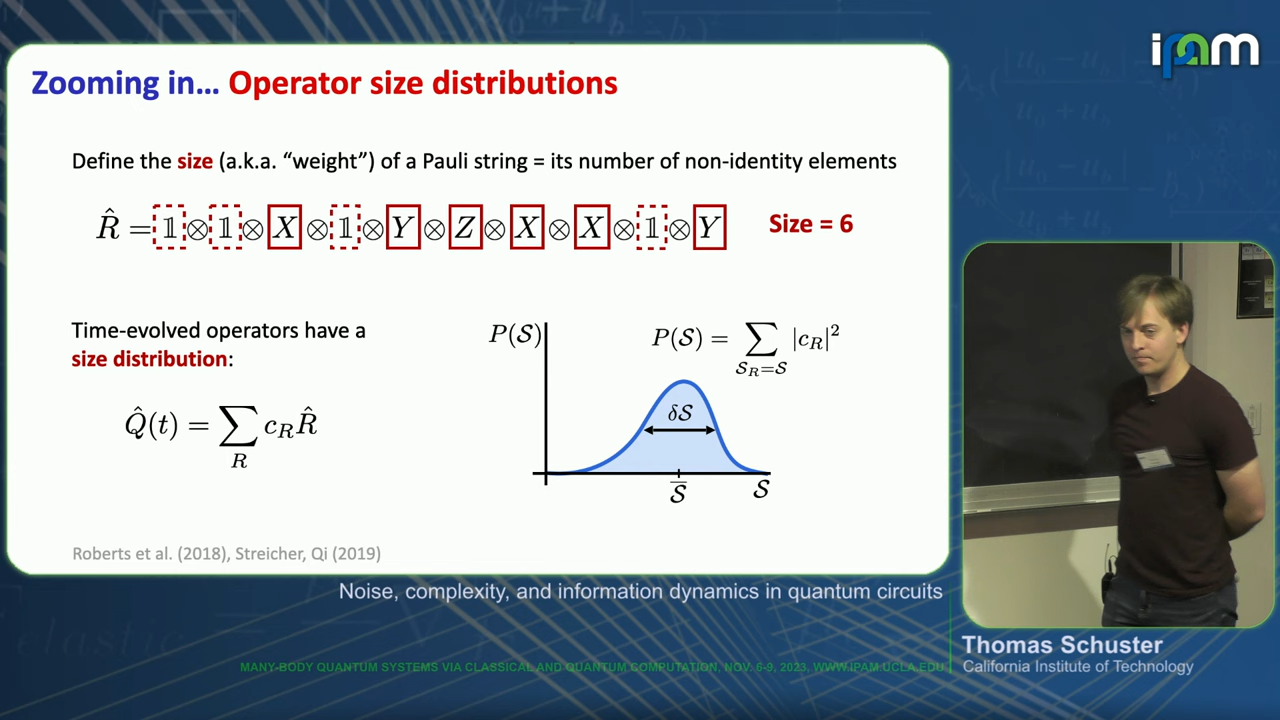 ipam
Zooming in... Operator size distributions
Define the size (a.k.a. “weight”) of a Pauli string = its number of non-identity elements
R̂ = 𝟙 ⊗ 𝟙 ⊗ X ⊗ 𝟙 ⊗ Y ⊗ Z ⊗ X ⊗ X ⊗ 𝟙 ⊗ Y Size = 6
Time-evolved operators have a
size distribution:
Q̂(t) = ∑_R c_R R̂
P(𝒮)
P(𝒮) = ∑_{𝒮_R=𝒮} |c_R|²
δ𝒮
𝒮̅
𝒮
Roberts et al. (2018), Streicher, Qi (2019)
Noise, complexity, and information dynamics in quantum circuits
Thomas Schuster
California Institute of Technology
MANY-BODY QUANTUM SYSTEMS VIA CLASSICAL AND QUANTUM COMPUTATION, NOV. 6-9, 2023, WWW.IPAM.UCLA.EDU
elastic